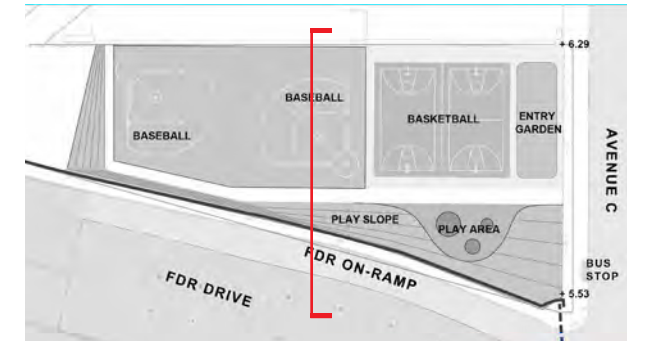 + 6.29
BASEBALL
BASEBALL
BASKETBALL
ENTRY
GARDEN
AVENUE C
PLAY SLOPE
PLAY AREA
FDR ON-RAMP
FDR DRIVE
BUS
STOP
+ 5.53